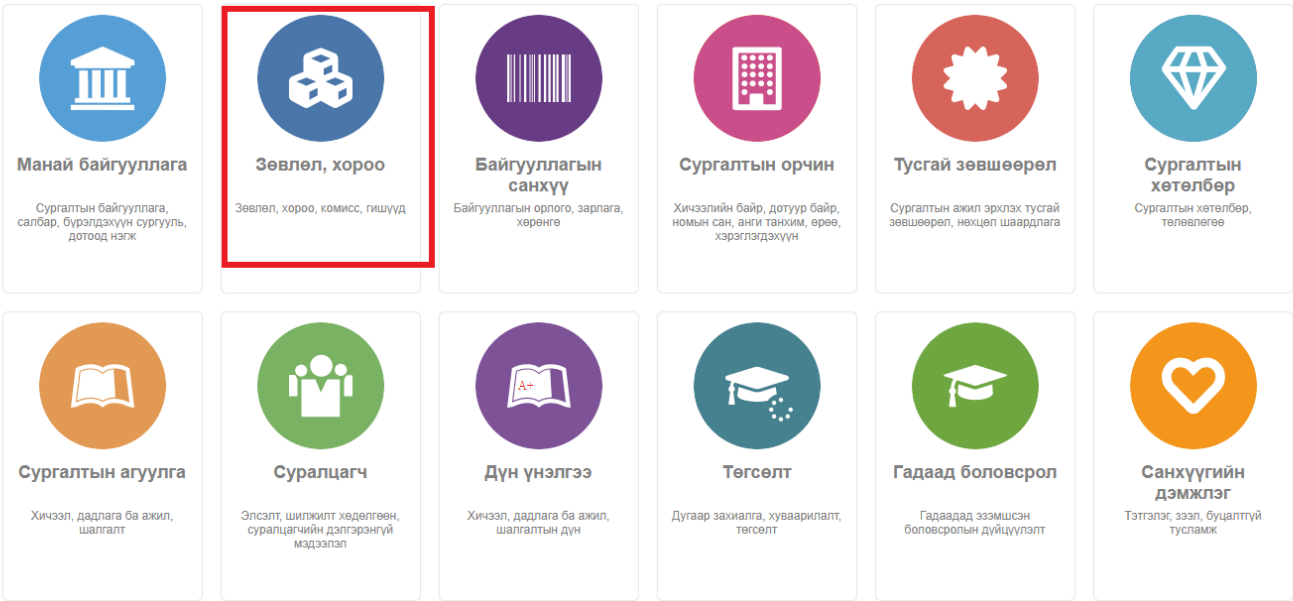 Манай байгууллага
Сургалтын байгууллага,
салбар, бүрэлдэхүүн сургууль,
дотоод нэгж
Зөвлөл, хороо
Зөвлөл, хороо, комисс, гишүүд
Байгууллагын
санхүү
Байгууллагын орлого, зарлага,
хөрөнгө
Сургалтын орчин
Хичээлийн байр, дотуур байр,
номын сан, анги танхим, өрөө,
хэрэглэгдэхүүн
Тусгай зөвшөөрөл
Сургалтын ажил эрхлэх тусгай
зөвшөөрөл, нөхцөл шаардлага
Сургалтын
хөтөлбөр
Сургалтын хөтөлбөр,
төлөвлөгөө
Сургалтын агуулга
Хичээл, дадлага ба ажил,
шалгалт
Суралцагч
Элсэлт, шилжилт хөдөлгөөн,
суралцагчийн дэлгэрэнгүй
мэдээлэл
A+
Дүн үнэлгээ
Хичээл, дадлага ба ажил,
шалгалтын дүн
Төгсөлт
Дугаар захиалга, хуваарилалт,
төгсөлт
Гадаад боловсрол
Гадаадад эзэмшсэн
боловсролын дүйцүүлэлт
Санхүүгийн
дэмжлэг
Тэтгэлэг, зээл, буцалтгүй
тусламж